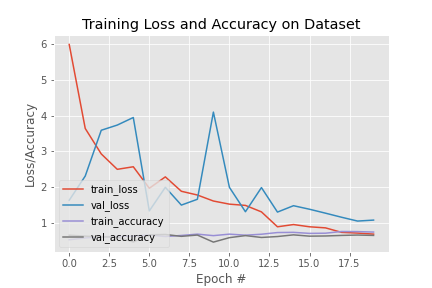 Training Loss and Accuracy on Dataset
6
5
4
3
2
1
Loss/Accuracy
train_loss
val_loss
train_accuracy
val_accuracy
0.0 2.5 5.0 7.5 10.0 12.5 15.0 17.5
Epoch #